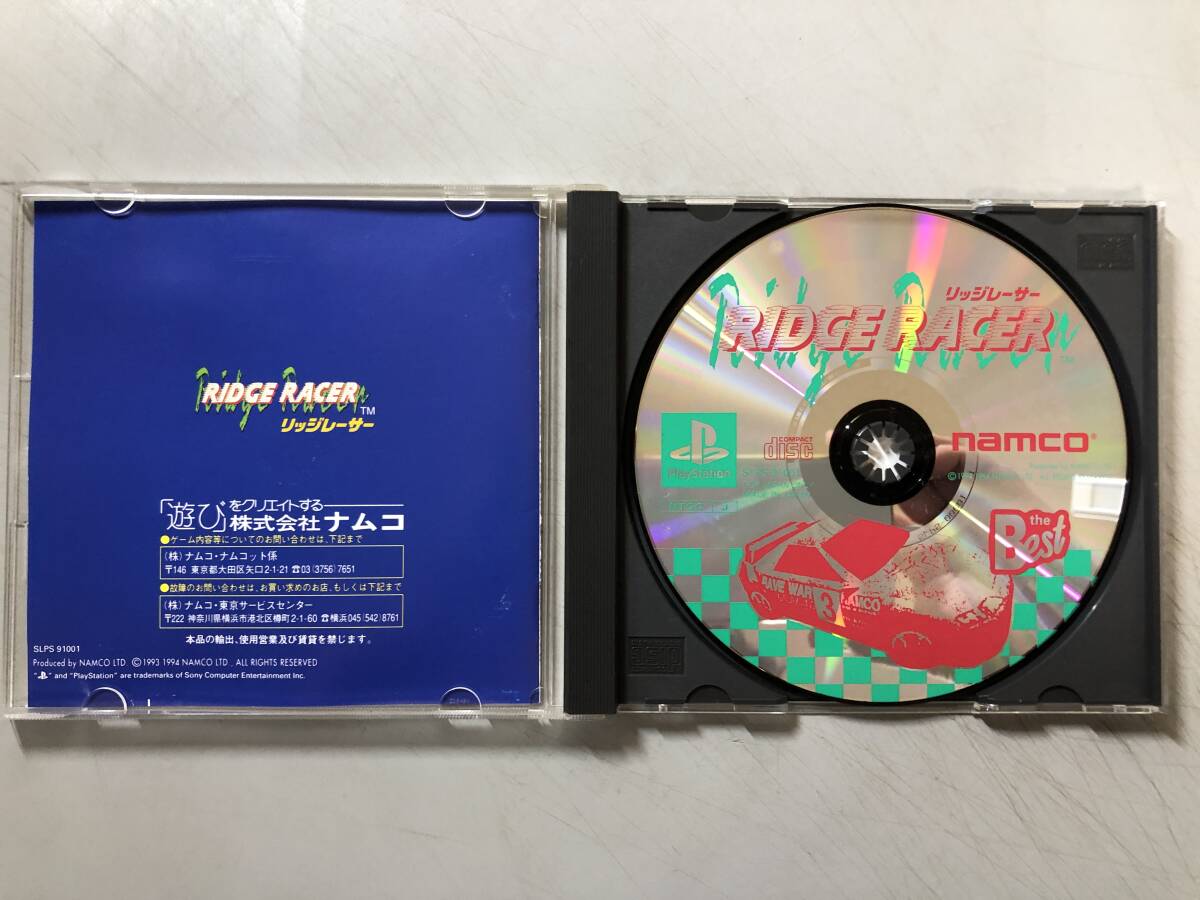 Ridge Racer
RIDGE RACER™
リッジレーサー
「遊び」をクリエイトする
株式会社ナムコ
●ゲーム内容等についてのお問い合わせは、下記まで
(株)ナムコ・ナムコット係
〒146 東京都大田区矢口2-1-21 ☎03(3756)7651
●故障のお問い合わせは、お買い求めのお店、もしくは下記まで
(株)ナムコ・東京サービスセンター
〒222 神奈川県横浜市港北区樽町2-1-60 ☎横浜045(542)8761
本品の輸出、使用営業及び賃貸を禁じます。
SLPS 91001
Produced by NAMCO LTD. ©1993 1994 NAMCO LTD., ALL RIGHTS RESERVED
"PS" and "PlayStation" are trademarks of Sony Computer Entertainment Inc.
リッジレーサー
Ridge Racer
RIDGE RACER
TM
PlayStation
COMPACT
disc
namco®
the
Best
RAVE WAR
3
NAMCO